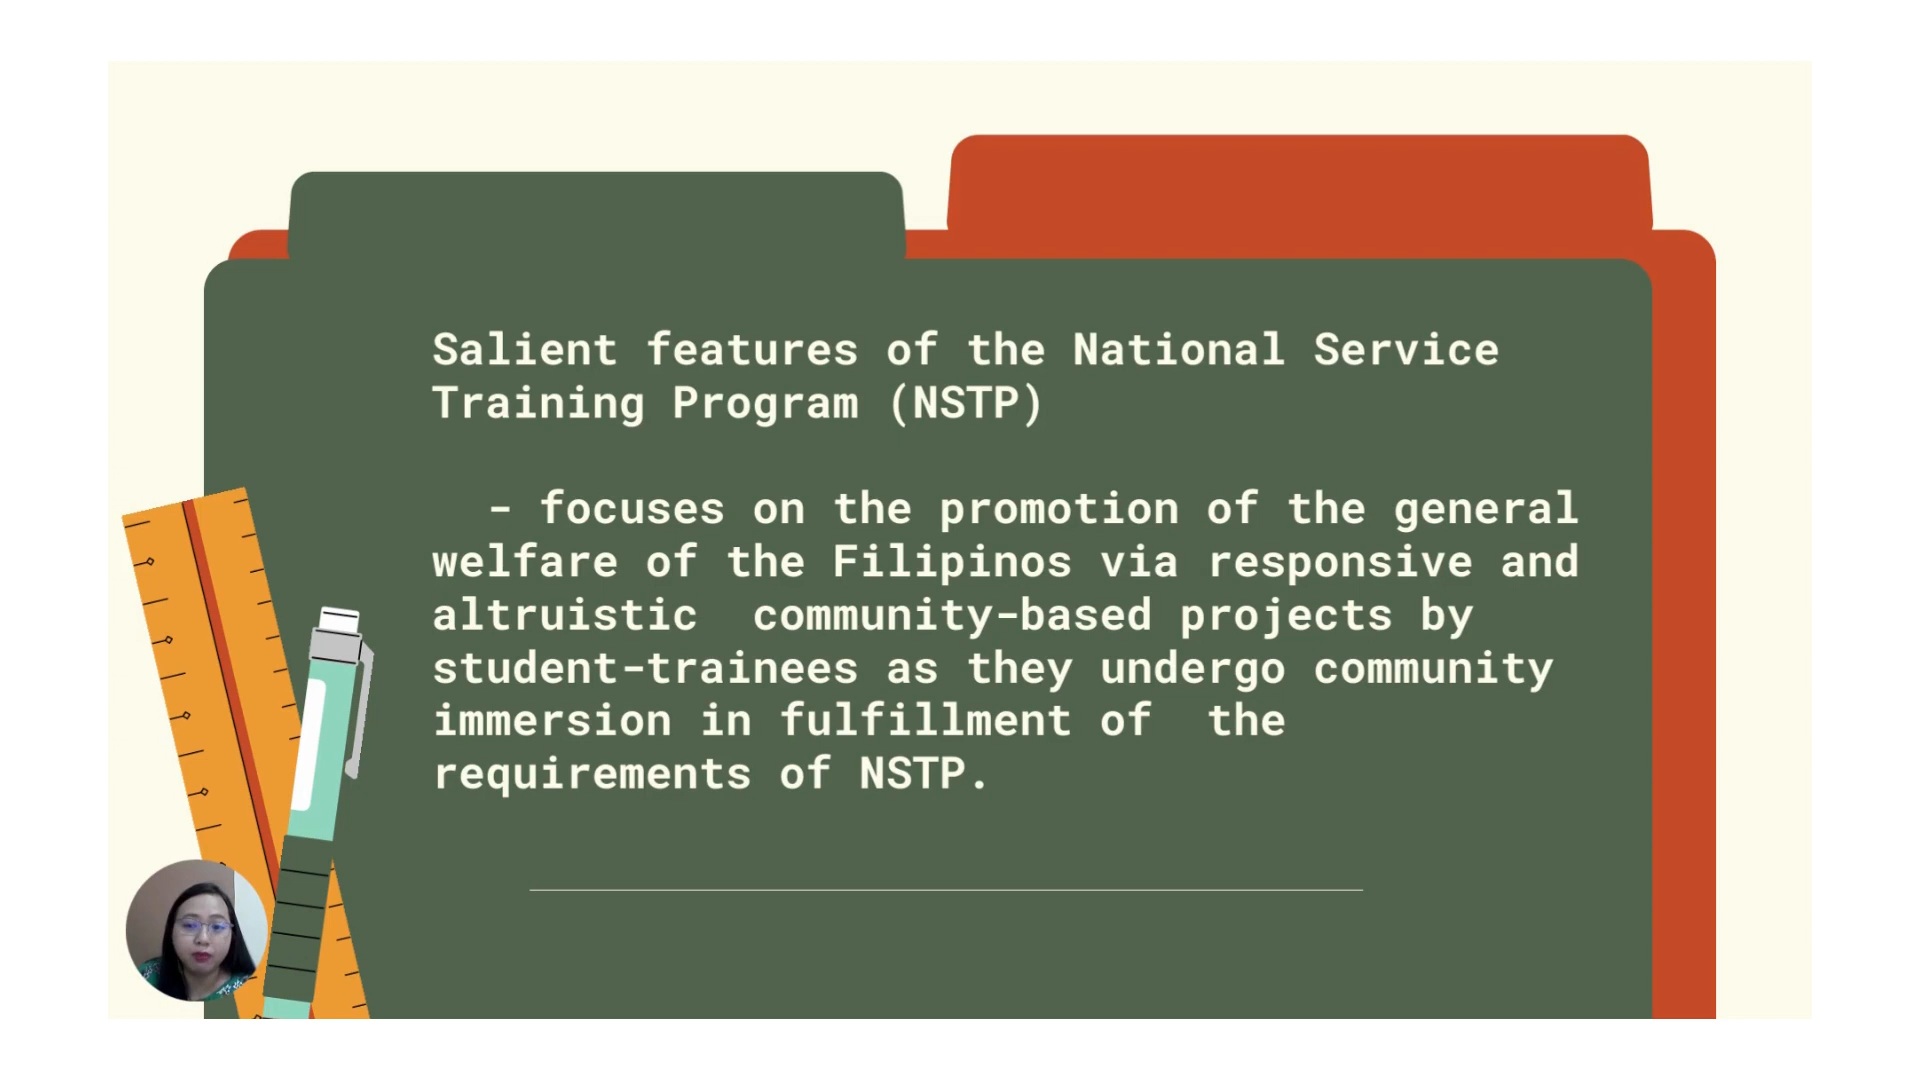 Salient features of the National Service
Training Program (NSTP)
- focuses on the promotion of the general
welfare of the Filipinos via responsive and
altruistic  community-based projects by
student-trainees as they undergo community
immersion in fulfillment of  the
requirements of NSTP.